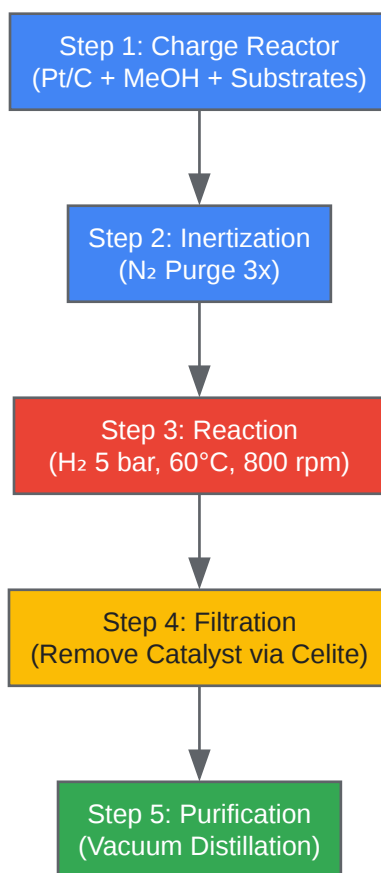 Step 1: Charge Reactor
(Pt/C + MeOH + Substrates)
Step 2: Inertization
(N₂ Purge 3x)
Step 3: Reaction
(H₂ 5 bar, 60°C, 800 rpm)
Step 4: Filtration
(Remove Catalyst via Celite)
Step 5: Purification
(Vacuum Distillation)